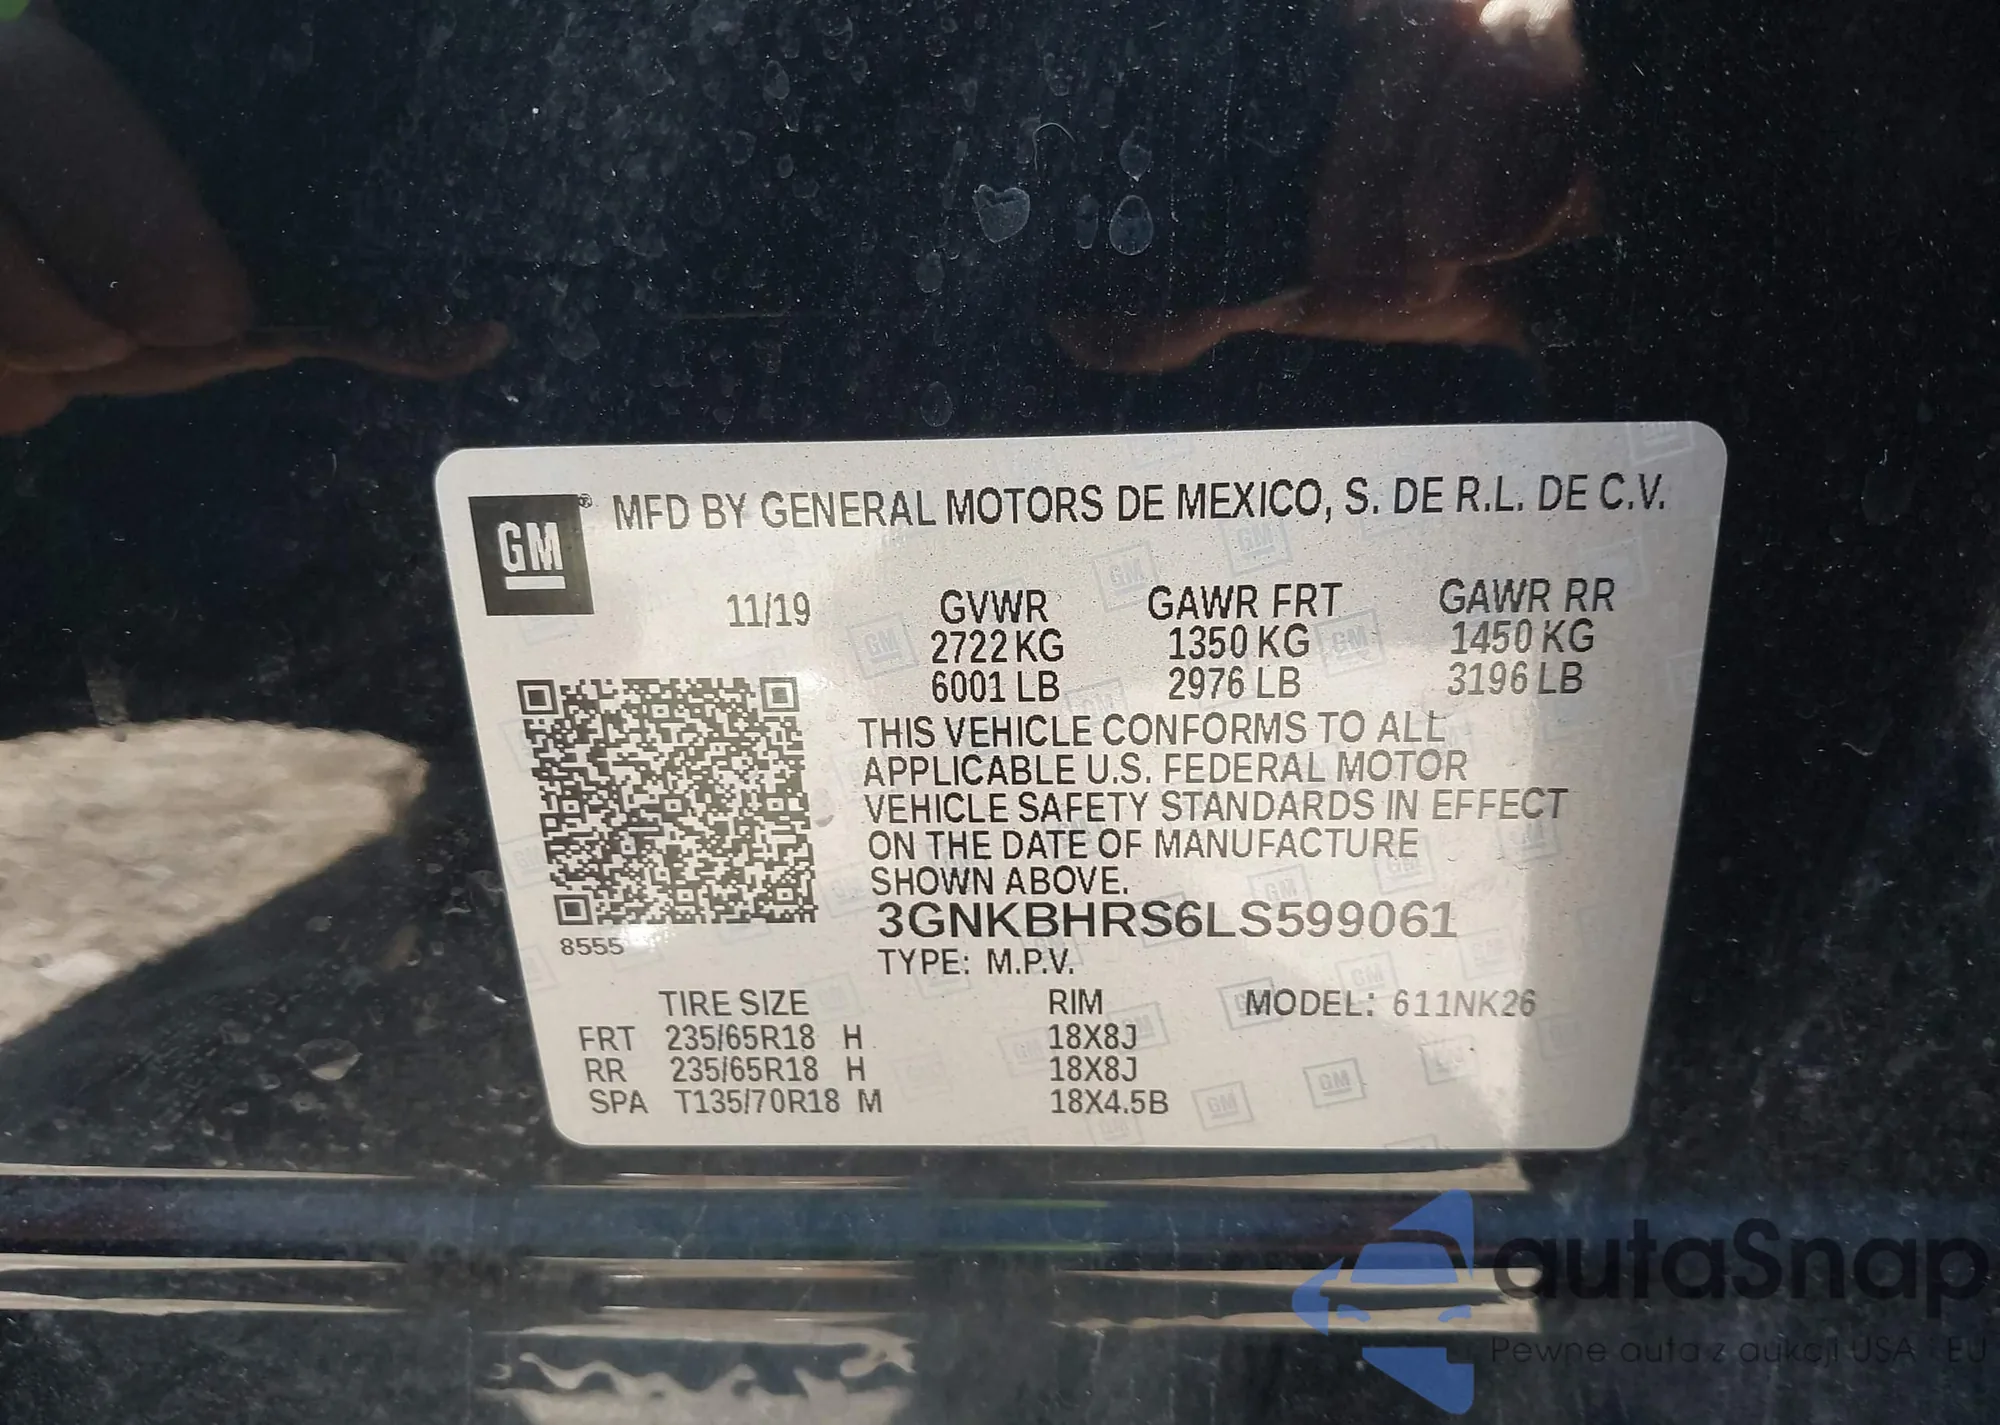 GM ® MFD BY GENERAL MOTORS DE MEXICO, S. DE R.L. DE C.V.
11/19 GVWR GAWR FRT GAWR RR
2722 KG 1350 KG 1450 KG
6001 LB 2976 LB 3196 LB
THIS VEHICLE CONFORMS TO ALL
APPLICABLE U.S. FEDERAL MOTOR
VEHICLE SAFETY STANDARDS IN EFFECT
ON THE DATE OF MANUFACTURE
SHOWN ABOVE.
3GNKBHRS6LS599061
8555
TYPE: M.P.V.
TIRE SIZE RIM MODEL: 611NK26
FRT 235/65R18 H 18X8J
RR 235/65R18 H 18X8J
SPA T135/70R18 M 18X4.5B
autaSnap
Pewne auta z aukcji USA EU